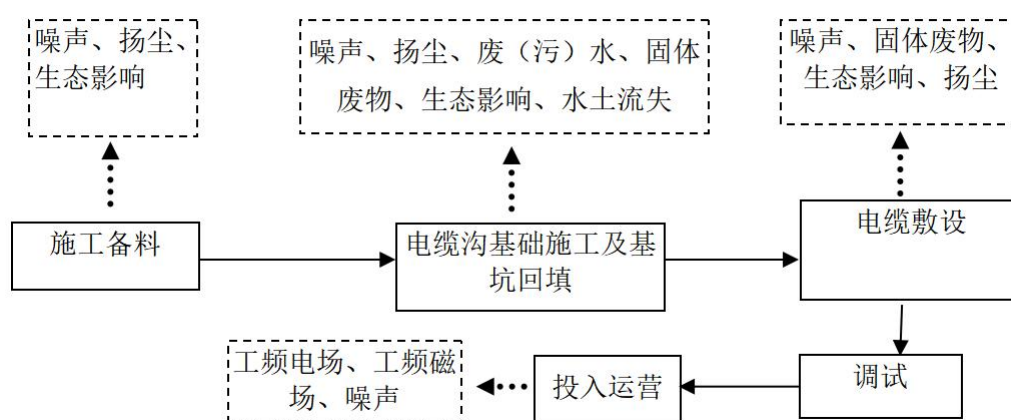 噪声、扬尘、
生态影响
噪声、扬尘、废（污）水、固体
废物、生态影响、水土流失
噪声、固体废物、
生态影响、扬尘
施工备料
电缆沟基础施工及基
坑回填
电缆敷设
工频电场、工频磁
场、噪声
投入运营
调试